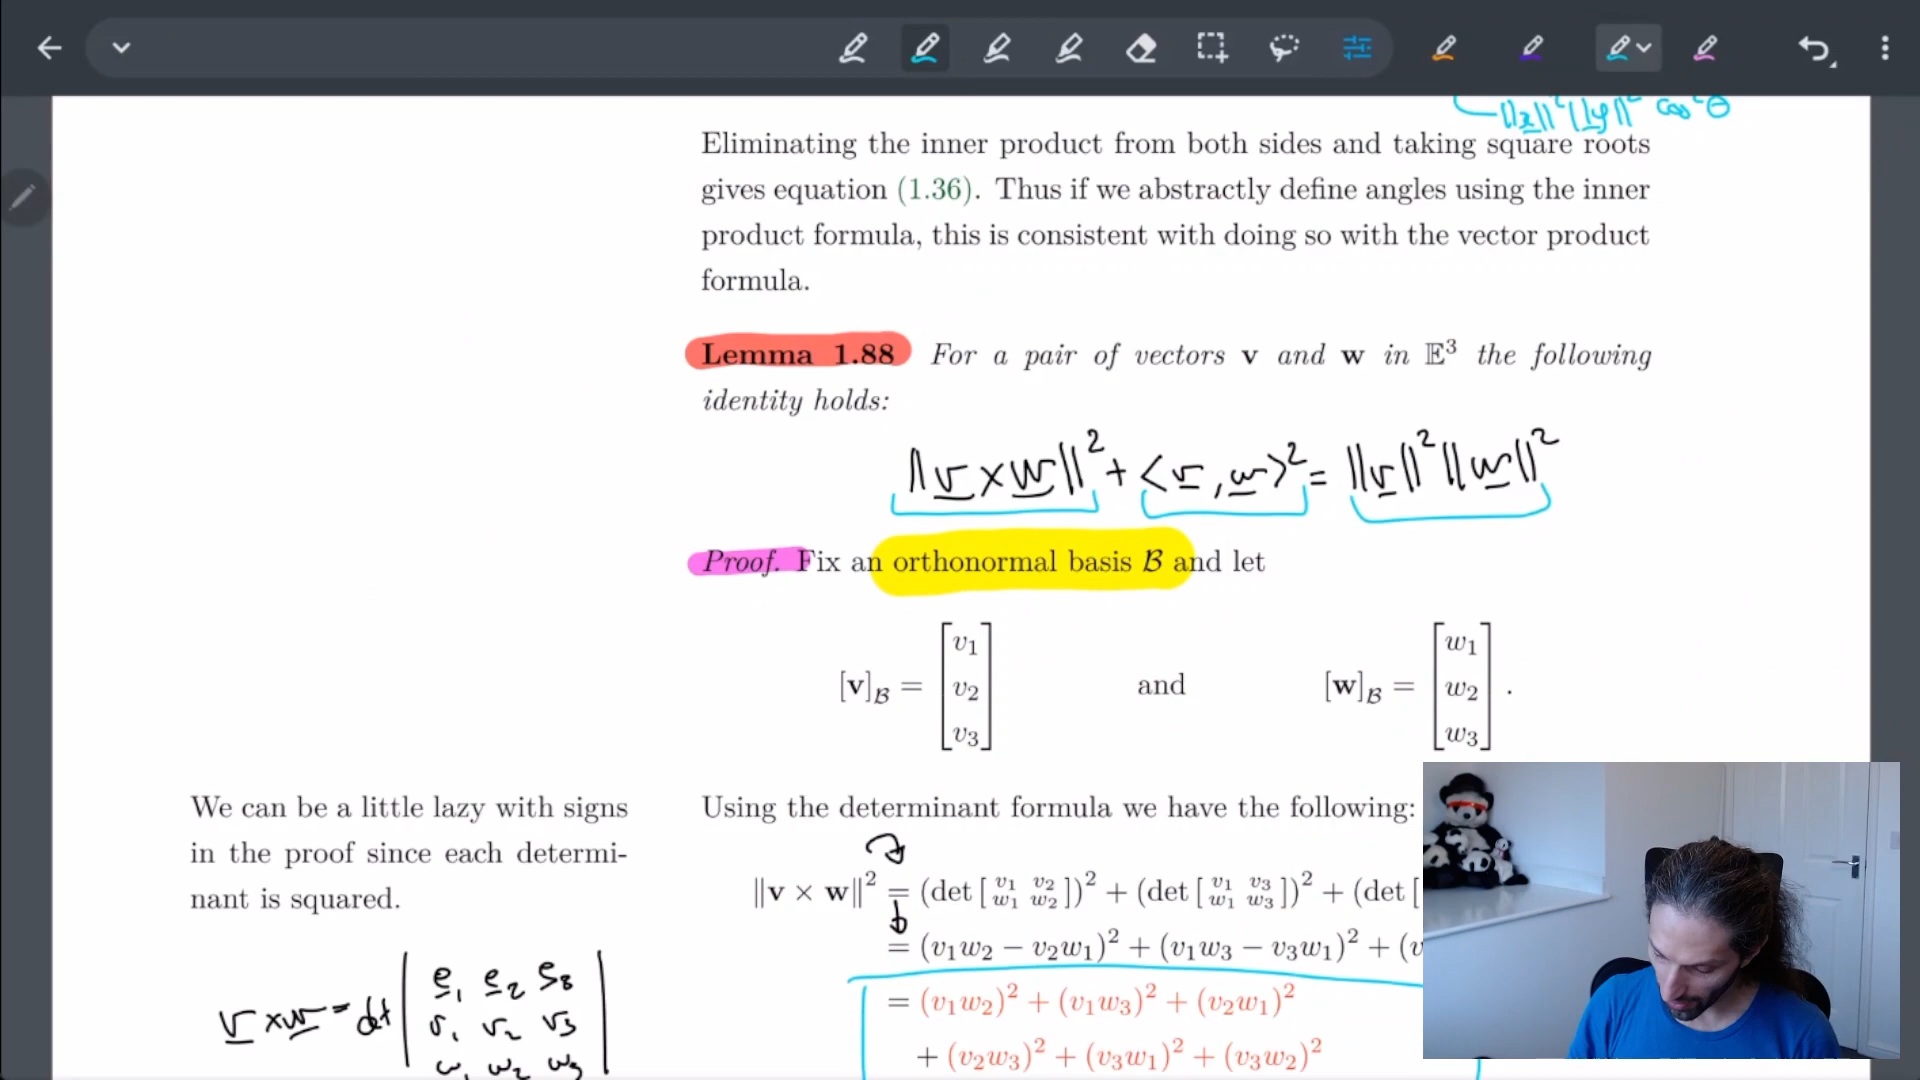 ||x||²||y||² cos²θ
Eliminating the inner product from both sides and taking square roots
gives equation (1.36). Thus if we abstractly define angles using the inner
product formula, this is consistent with doing so with the vector product
formula.
Lemma 1.88 For a pair of vectors v and w in 𝔼³ the following
identity holds:
||v × w||² + <v, w>² = ||v||² ||w||²
Proof. Fix an orthonormal basis ℬ and let
[v]ℬ = [v₁ v₂ v₃] and [w]ℬ = [w₁ w₂ w₃].
We can be a little lazy with signs
in the proof since each determi-
nant is squared.
Using the determinant formula we have the following:
‖v × w‖² = (det [v₁ v₂ w₁ w₂])² + (det [v₁ v₃ w₁ w₃])² + (det [
= (v₁w₂ − v₂w₁)² + (v₁w₃ − v₃w₁)² + (v
= (v₁w₂)² + (v₁w₃)² + (v₂w₁)²
+ (v₂w₃)² + (v₃w₁)² + (v₃w₂)²
v × w = det | e₁ e₂ e₃
v₁ v₂ v₃
w₁ w₂ w₃ |